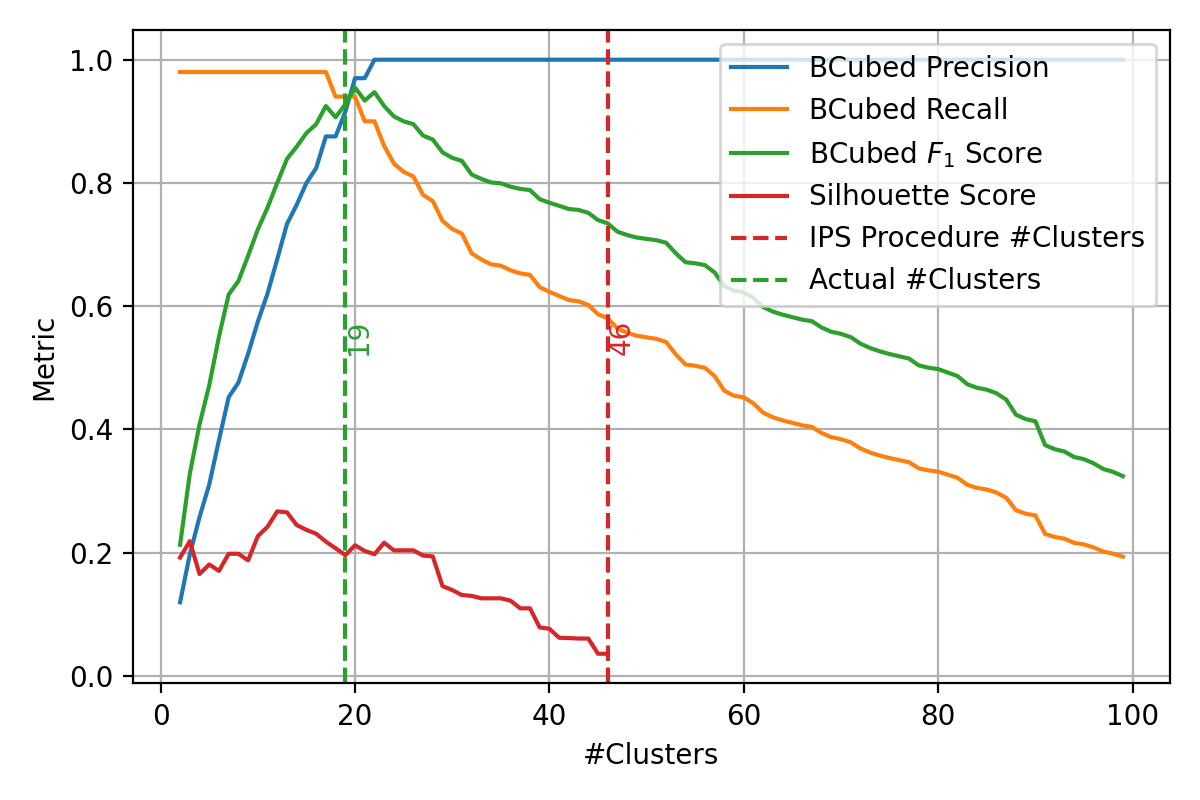 1.0
0.8
0.6
0.4
0.2
0.0
Metric
0
20
40
60
80
100
#Clusters
19
46
BCubed Precision
BCubed Recall
BCubed F₁ Score
Silhouette Score
IPS Procedure #Clusters
Actual #Clusters